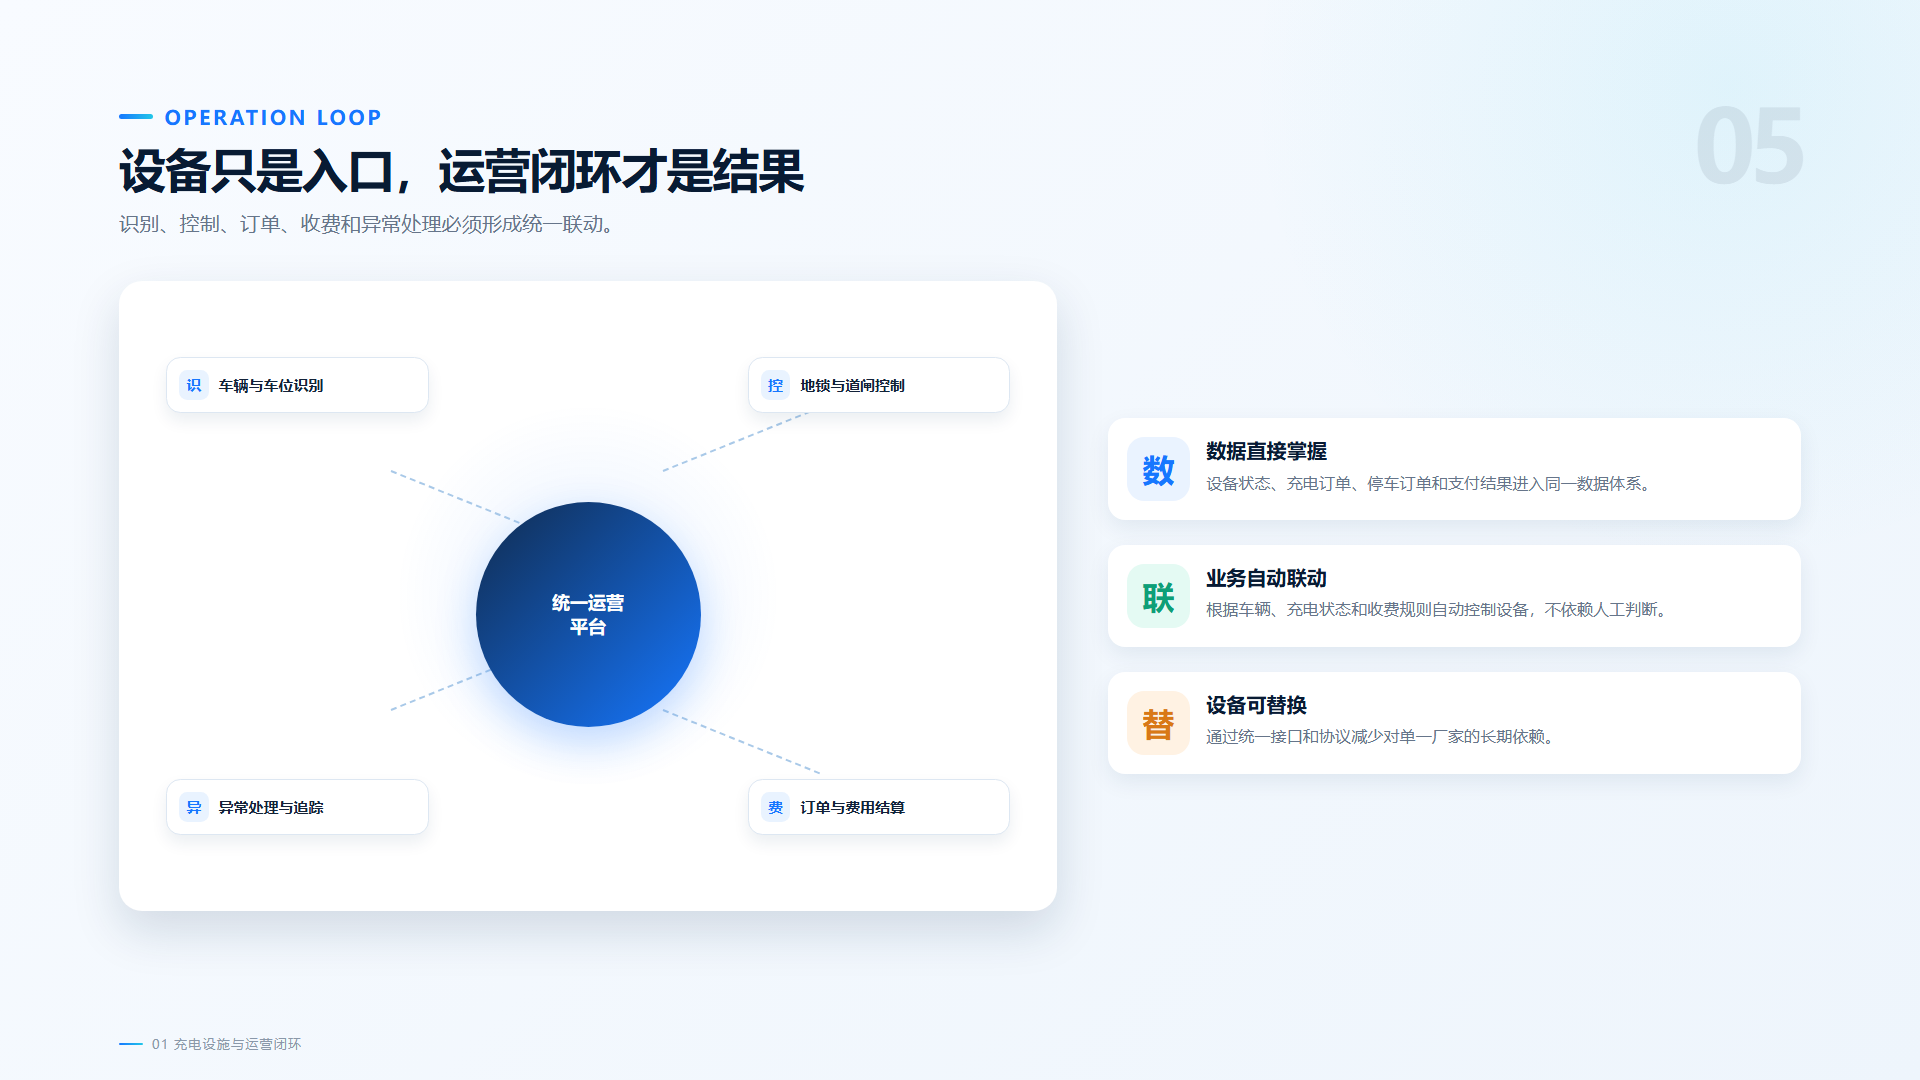 OPERATION LOOP
05
设备只是入口，运营闭环才是结果
识别、控制、订单、收费和异常处理必须形成统一联动。
识 车辆与车位识别
控 地锁与道闸控制
统一运营
平台
异 异常处理与追踪
费 订单与费用结算
数 数据直接掌握
设备状态、充电订单、停车订单和支付结果进入同一数据体系。
联 业务自动联动
根据车辆、充电状态和收费规则自动控制设备，不依赖人工判断。
替 设备可替换
通过统一接口和协议减少对单一厂家的长期依赖。
01 充电设施与运营闭环